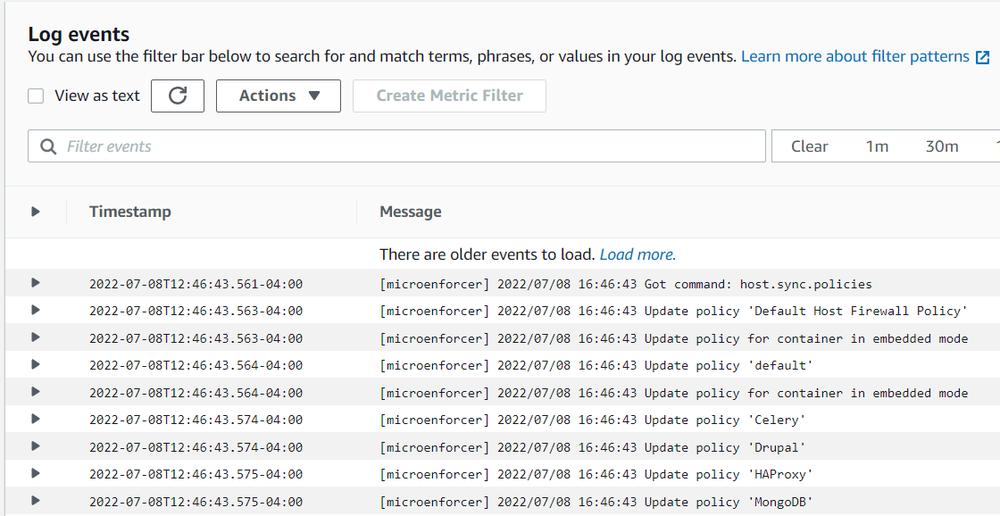 Log events
You can use the filter bar below to search for and match terms, phrases, or values in your log events. Learn more about filter patterns
View as text Actions Create Metric Filter
Filter events Clear 1m 30m
Timestamp Message
There are older events to load. Load more.
2022-07-08T12:46:43.561-04:00 [microenforcer] 2022/07/08 16:46:43 Got command: host.sync.policies
2022-07-08T12:46:43.563-04:00 [microenforcer] 2022/07/08 16:46:43 Update policy 'Default Host Firewall Policy'
2022-07-08T12:46:43.563-04:00 [microenforcer] 2022/07/08 16:46:43 Update policy for container in embedded mode
2022-07-08T12:46:43.564-04:00 [microenforcer] 2022/07/08 16:46:43 Update policy 'default'
2022-07-08T12:46:43.564-04:00 [microenforcer] 2022/07/08 16:46:43 Update policy for container in embedded mode
2022-07-08T12:46:43.574-04:00 [microenforcer] 2022/07/08 16:46:43 Update policy 'Celery'
2022-07-08T12:46:43.574-04:00 [microenforcer] 2022/07/08 16:46:43 Update policy 'Drupal'
2022-07-08T12:46:43.575-04:00 [microenforcer] 2022/07/08 16:46:43 Update policy 'HAProxy'
2022-07-08T12:46:43.575-04:00 [microenforcer] 2022/07/08 16:46:43 Update policy 'MongoDB'